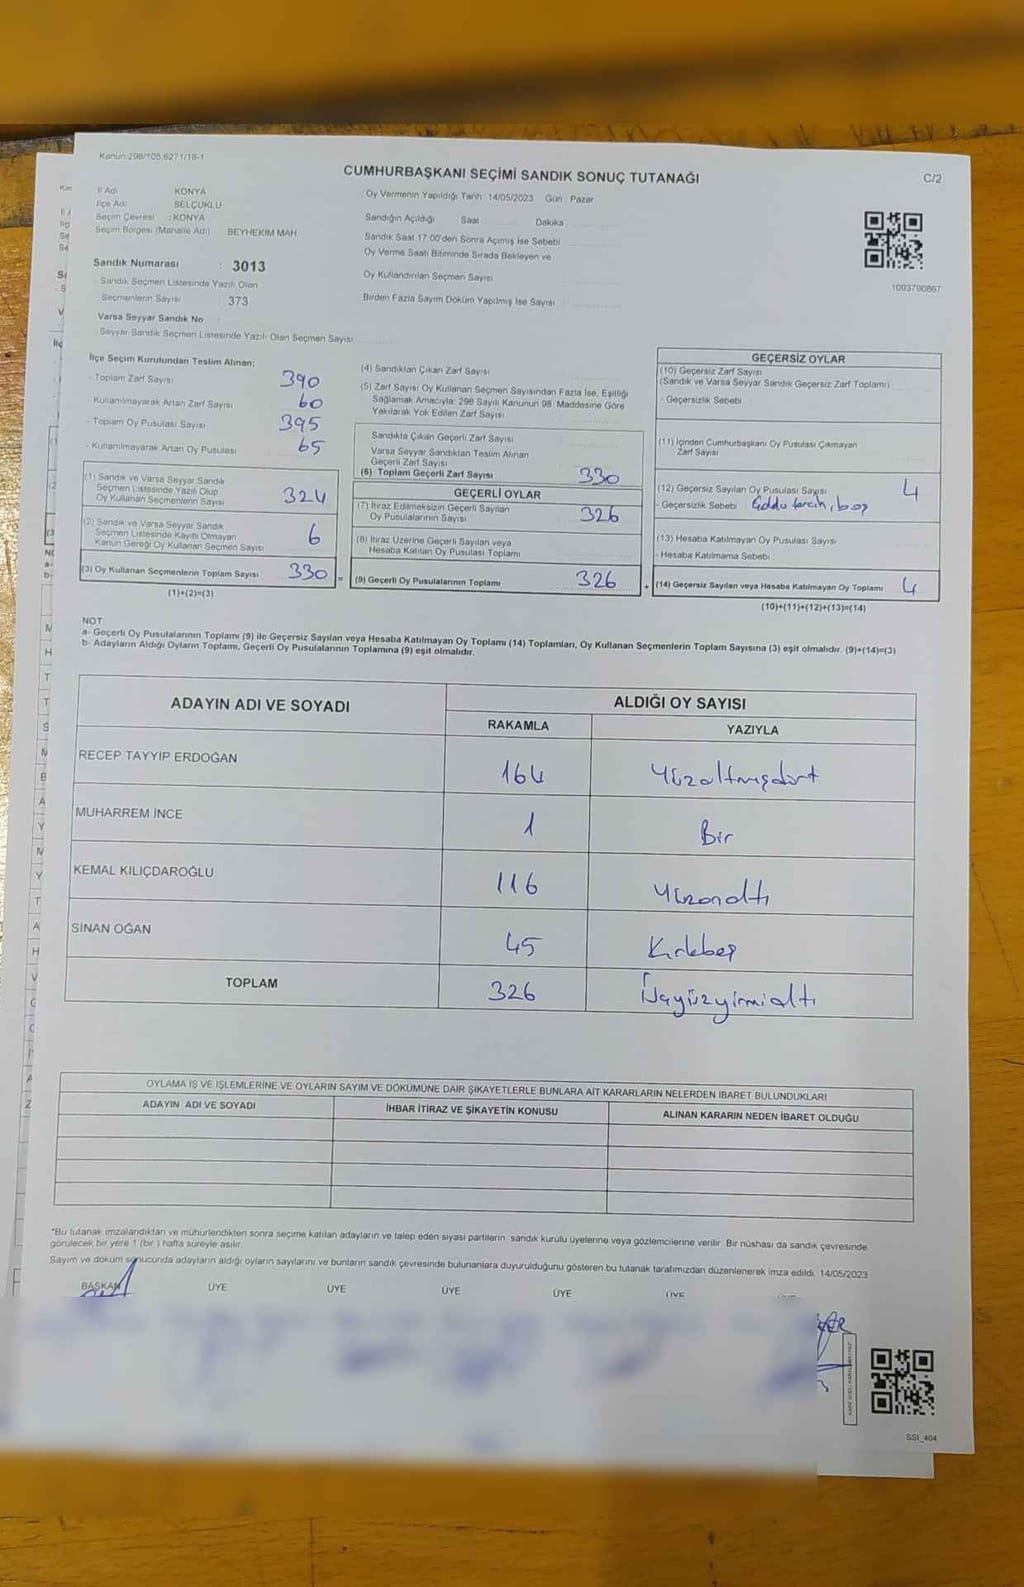 Kanun:298/105:6271/18-1
CUMHURBAŞKANI SEÇİMİ SANDIK SONUÇ TUTANAĞI
C/2
İl Adı KONYA
İlçe Adı SELÇUKLU
Seçim Çevresi : KONYA
Seçim Bölgesi (Mahalle Adı) BEYHEKİM MAH
Sandık Numarası : 3013
- Sandık Seçmen Listesinde Yazılı Olan
Seçmenlerin Sayısı : 373
Varsa Seyyar Sandık No
- Seyyar Sandık Seçmen Listesinde Yazılı Olan Seçmen Sayısı
Oy Vermenin Yapıldığı Tarih :14/05/2023 Gün : Pazar
Sandığın Açıldığı Saat Dakika
Sandık Saat 17:00'den Sonra Açılmış İse Sebebi
Oy Verme Saati Bitiminde Sırada Bekleyen ve
Oy Kullandırılan Seçmen Sayısı
Birden Fazla Sayım Döküm Yapılmış İse Sayısı
1093790867
İlçe Seçim Kurulundan Teslim Alınan;
- Toplam Zarf Sayısı 390
- Kullanılmayarak Artan Zarf Sayısı 60
- Toplam Oy Pusulası Sayısı 395
- Kullanılmayarak Artan Oy Pusulası 65
(1) Sandık ve Varsa Seyyar Sandık
Seçmen Listesinde Yazılı Olup
Oy Kullanan Seçmenlerin Sayısı 324
(2) Sandık ve Varsa Seyyar Sandık
Seçmen Listesinde Kayıtlı Olmayan
Kanun Gereği Oy Kullanan Seçmen Sayısı 6
(3) Oy Kullanan Seçmenlerin Toplam Sayısı 330 =
(1)+(2)=(3)
(4) Sandıktan Çıkan Zarf Sayısı
(5) Zarf Sayısı Oy Kullanan Seçmen Sayısından Fazla İse, Eşitliği
Sağlamak Amacıyla; 298 Sayılı Kanunun 98. Maddesine Göre
Yakılarak Yok Edilen Zarf Sayısı
Sandıkta Çıkan Geçerli Zarf Sayısı
Varsa Seyyar Sandıktan Teslim Alınan
Geçerli Zarf Sayısı
(6) Toplam Geçerli Zarf Sayısı 330
GEÇERLİ OYLAR
(7) İtiraz Edilmeksizin Geçerli Sayılan
Oy Pusulalarının Sayısı 326
(8) İtiraz Üzerine Geçerli Sayılan veya
Hesaba Katılan Oy Pusulası Toplamı
(9) Geçerli Oy Pusulalarının Toplamı 326 +
GEÇERSİZ OYLAR
(10) Geçersiz Zarf Sayısı
(Sandık ve Varsa Seyyar Sandık Geçersiz Zarf Toplamı)
- Geçersizlik Sebebi
(11) İçinden Cumhurbaşkanı Oy Pusulası Çıkmayan
Zarf Sayısı
(12) Geçersiz Sayılan Oy Pusulası Sayısı 4
- Geçersizlik Sebebi tercih, boş
(13) Hesaba Katılmayan Oy Pusulası Sayısı
- Hesaba Katılmama Sebebi
(14) Geçersiz Sayılan veya Hesaba Katılmayan Oy Toplamı 4
(10)+(11)+(12)+(13)=(14)
NOT:
a- Geçerli Oy Pusulalarının Toplamı (9) ile Geçersiz Sayılan veya Hesaba Katılmayan Oy Toplamı (14) Toplamları, Oy Kullanan Seçmenlerin Toplam Sayısına (3) eşit olmalıdır. (9)+(14)=(3)
b- Adayların Aldığı Oyların Toplamı, Geçerli Oy Pusulalarının Toplamına (9) eşit olmalıdır.
ADAYIN ADI VE SOYADI
ALDIĞI OY SAYISI
RAKAMLA YAZIYLA
RECEP TAYYİP ERDOĞAN 164 Yüzaltmışdört
MUHARREM İNCE 1 Bir
KEMAL KILIÇDAROĞLU 116 Yüzonaltı
SİNAN OĞAN 45 Kırkbeş
TOPLAM 326 Üçyüzyirmialtı
OYLAMA İŞ VE İŞLEMLERİNE VE OYLARIN SAYIM VE DÖKÜMÜNE DAİR ŞİKAYETLERLE BUNLARA AİT KARARLARIN NELERDEN İBARET BULUNDUKLARI
ADAYIN ADI VE SOYADI İHBAR İTİRAZ VE ŞİKAYETİN KONUSU ALINAN KARARIN NEDEN İBARET OLDUĞU
*Bu tutanak imzalandıktan ve mühürlendikten sonra seçime katılan adayların ve talep eden siyasi partilerin sandık kurulu üyelerine veya gözlemcilerine verilir. Bir nüshası da sandık çevresinde
görülecek bir yere 1 (bir ) hafta süreyle asılır.
Sayım ve döküm sonucunda adayların aldığı oyların sayılarını ve bunların sandık çevresinde bulunanlara duyurulduğunu gösteren bu tutanak tarafımızdan düzenlenerek imza edildi. 14/05/2023
BAŞKAN ÜYE ÜYE ÜYE ÜYE ÜYE
SSI_404